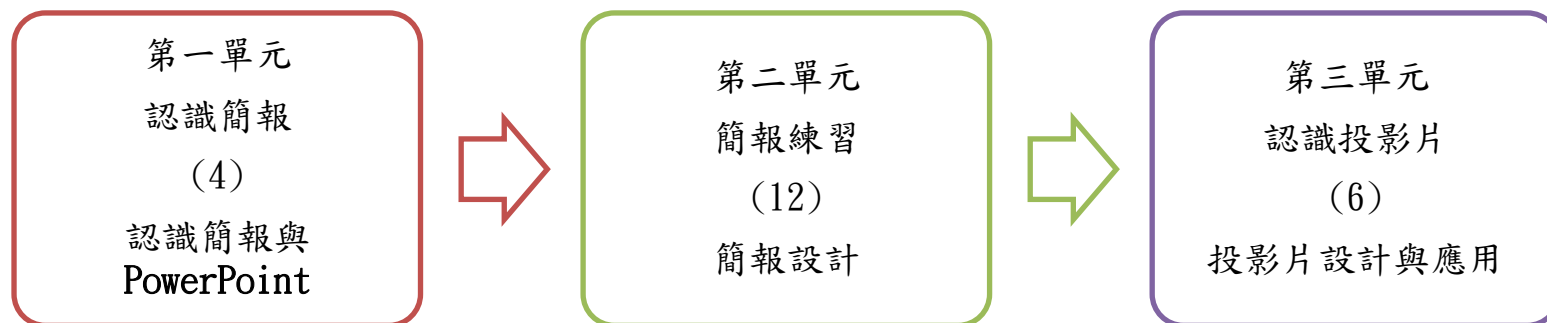 第一單元
認識簡報
(4)
認識簡報與
PowerPoint
第二單元
簡報練習
(12)
簡報設計
第三單元
認識投影片
(6)
投影片設計與應用